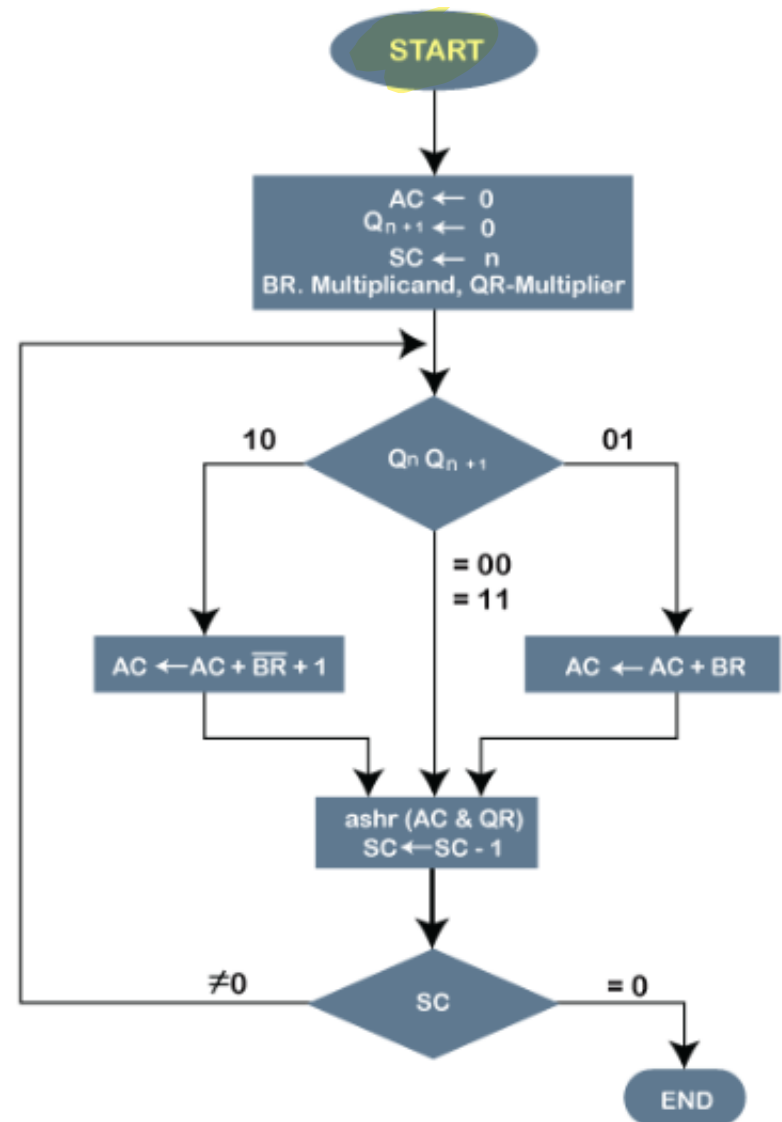 START
AC ← 0
Qn+1 ← 0
SC ← n
BR. Multiplicand, QR-Multiplier
10
Qn Qn+1
01
= 00
= 11
AC ← AC + B̅R̅ + 1
AC ← AC + BR
ashr (AC & QR)
SC ← SC - 1
≠0
SC
= 0
END